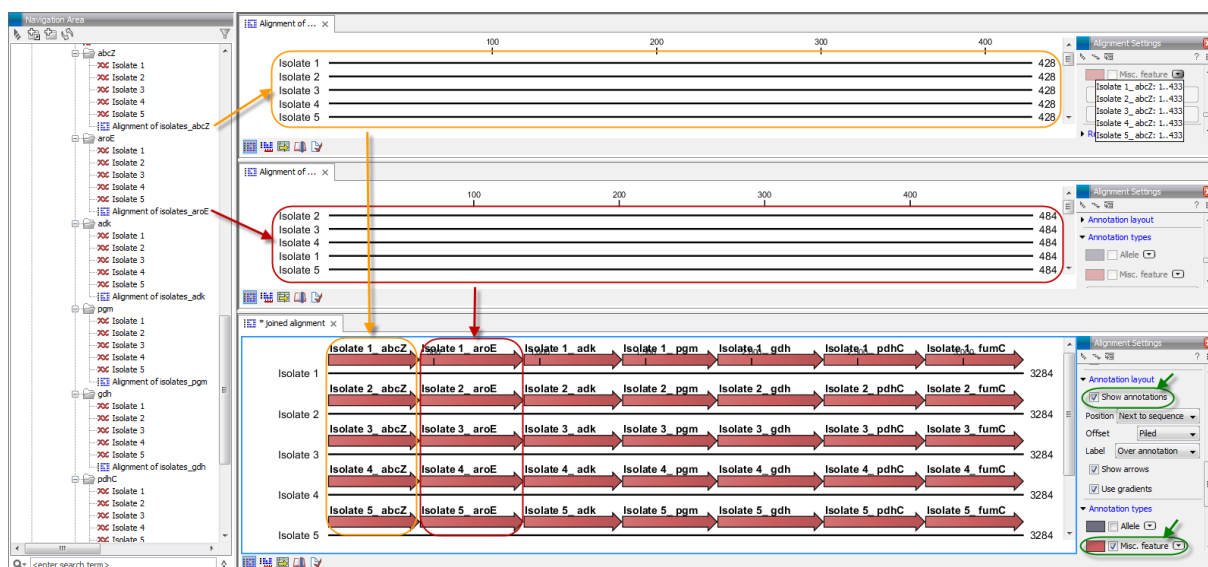 Navigation Area
abcZ
Isolate 1
Isolate 2
Isolate 3
Isolate 4
Isolate 5
Alignment of isolates_abcZ
aroE
Isolate 1
Isolate 2
Isolate 3
Isolate 4
Isolate 5
Alignment of isolates_aroE
adk
Isolate 1
Isolate 2
Isolate 3
Isolate 4
Isolate 5
Alignment of isolates_adk
pgm
Isolate 1
Isolate 2
Isolate 3
Isolate 4
Isolate 5
Alignment of isolates_pgm
gdh
Isolate 1
Isolate 2
Isolate 3
Isolate 4
Isolate 5
Alignment of isolates_gdh
pdhC
Isolate 1
Isolate 2
Isolate 3
Isolate 4
Isolate 5
<enter search term>
Alignment of ...
100 200 300 400
Isolate 1 428
Isolate 2 428
Isolate 3 428
Isolate 4 428
Isolate 5 428
Alignment Settings
?
Misc. feature
Isolate 1_ abcZ: 1..433
Isolate 2_ abcZ: 1..433
Isolate 3_ abcZ: 1..433
Isolate 4_ abcZ: 1..433
Isolate 5_ abcZ: 1..433
Alignment of ...
100 200 300 400
Isolate 2 484
Isolate 3 484
Isolate 4 484
Isolate 1 484
Isolate 5 484
Alignment Settings
?
Annotation layout
Annotation types
Allele
Misc. feature
* joined alignment
Isolate 1_ abcZ Isolate 1_ aroE Isolate 1_ adk Isolate 1_ pgm Isolate 1_ gdh Isolate 1_ pdhC Isolate 1_ fumC
Isolate 1 3284
Isolate 2_ abcZ Isolate 2_ aroE Isolate 2_ adk Isolate 2_ pgm Isolate 2_ gdh Isolate 2_ pdhC Isolate 2_ fumC
Isolate 2 3284
Isolate 3_ abcZ Isolate 3_ aroE Isolate 3_ adk Isolate 3_ pgm Isolate 3_ gdh Isolate 3_ pdhC Isolate 3_ fumC
Isolate 3 3284
Isolate 4_ abcZ Isolate 4_ aroE Isolate 4_ adk Isolate 4_ pgm Isolate 4_ gdh Isolate 4_ pdhC Isolate 4_ fumC
Isolate 4 3284
Isolate 5_ abcZ Isolate 5_ aroE Isolate 5_ adk Isolate 5_ pgm Isolate 5_ gdh Isolate 5_ pdhC Isolate 5_ fumC
Isolate 5 3284
Alignment Settings
?
Annotation layout
Show annotations
Position Next to sequence
Offset Piled
Label Over annotation
Show arrows
Use gradients
Annotation types
Allele
Misc. feature